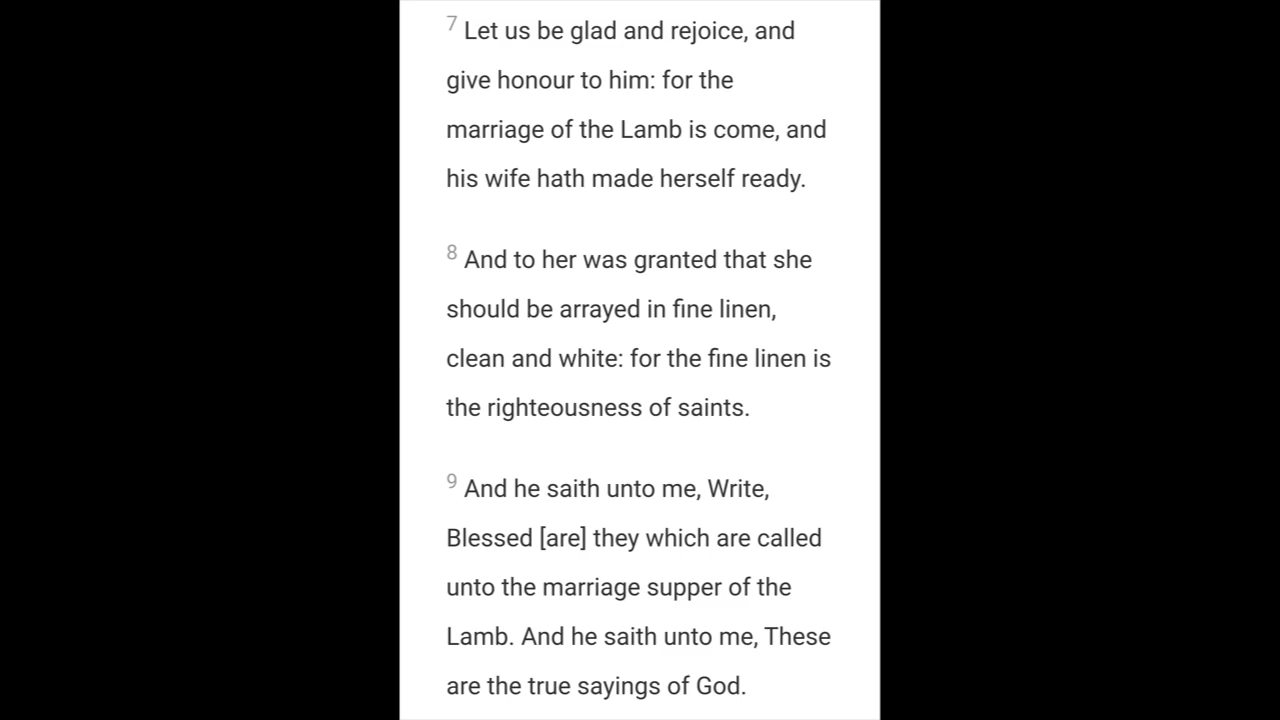 7 Let us be glad and rejoice, and
give honour to him: for the
marriage of the Lamb is come, and
his wife hath made herself ready.
8 And to her was granted that she
should be arrayed in fine linen,
clean and white: for the fine linen is
the righteousness of saints.
9 And he saith unto me, Write,
Blessed [are] they which are called
unto the marriage supper of the
Lamb. And he saith unto me, These
are the true sayings of God.